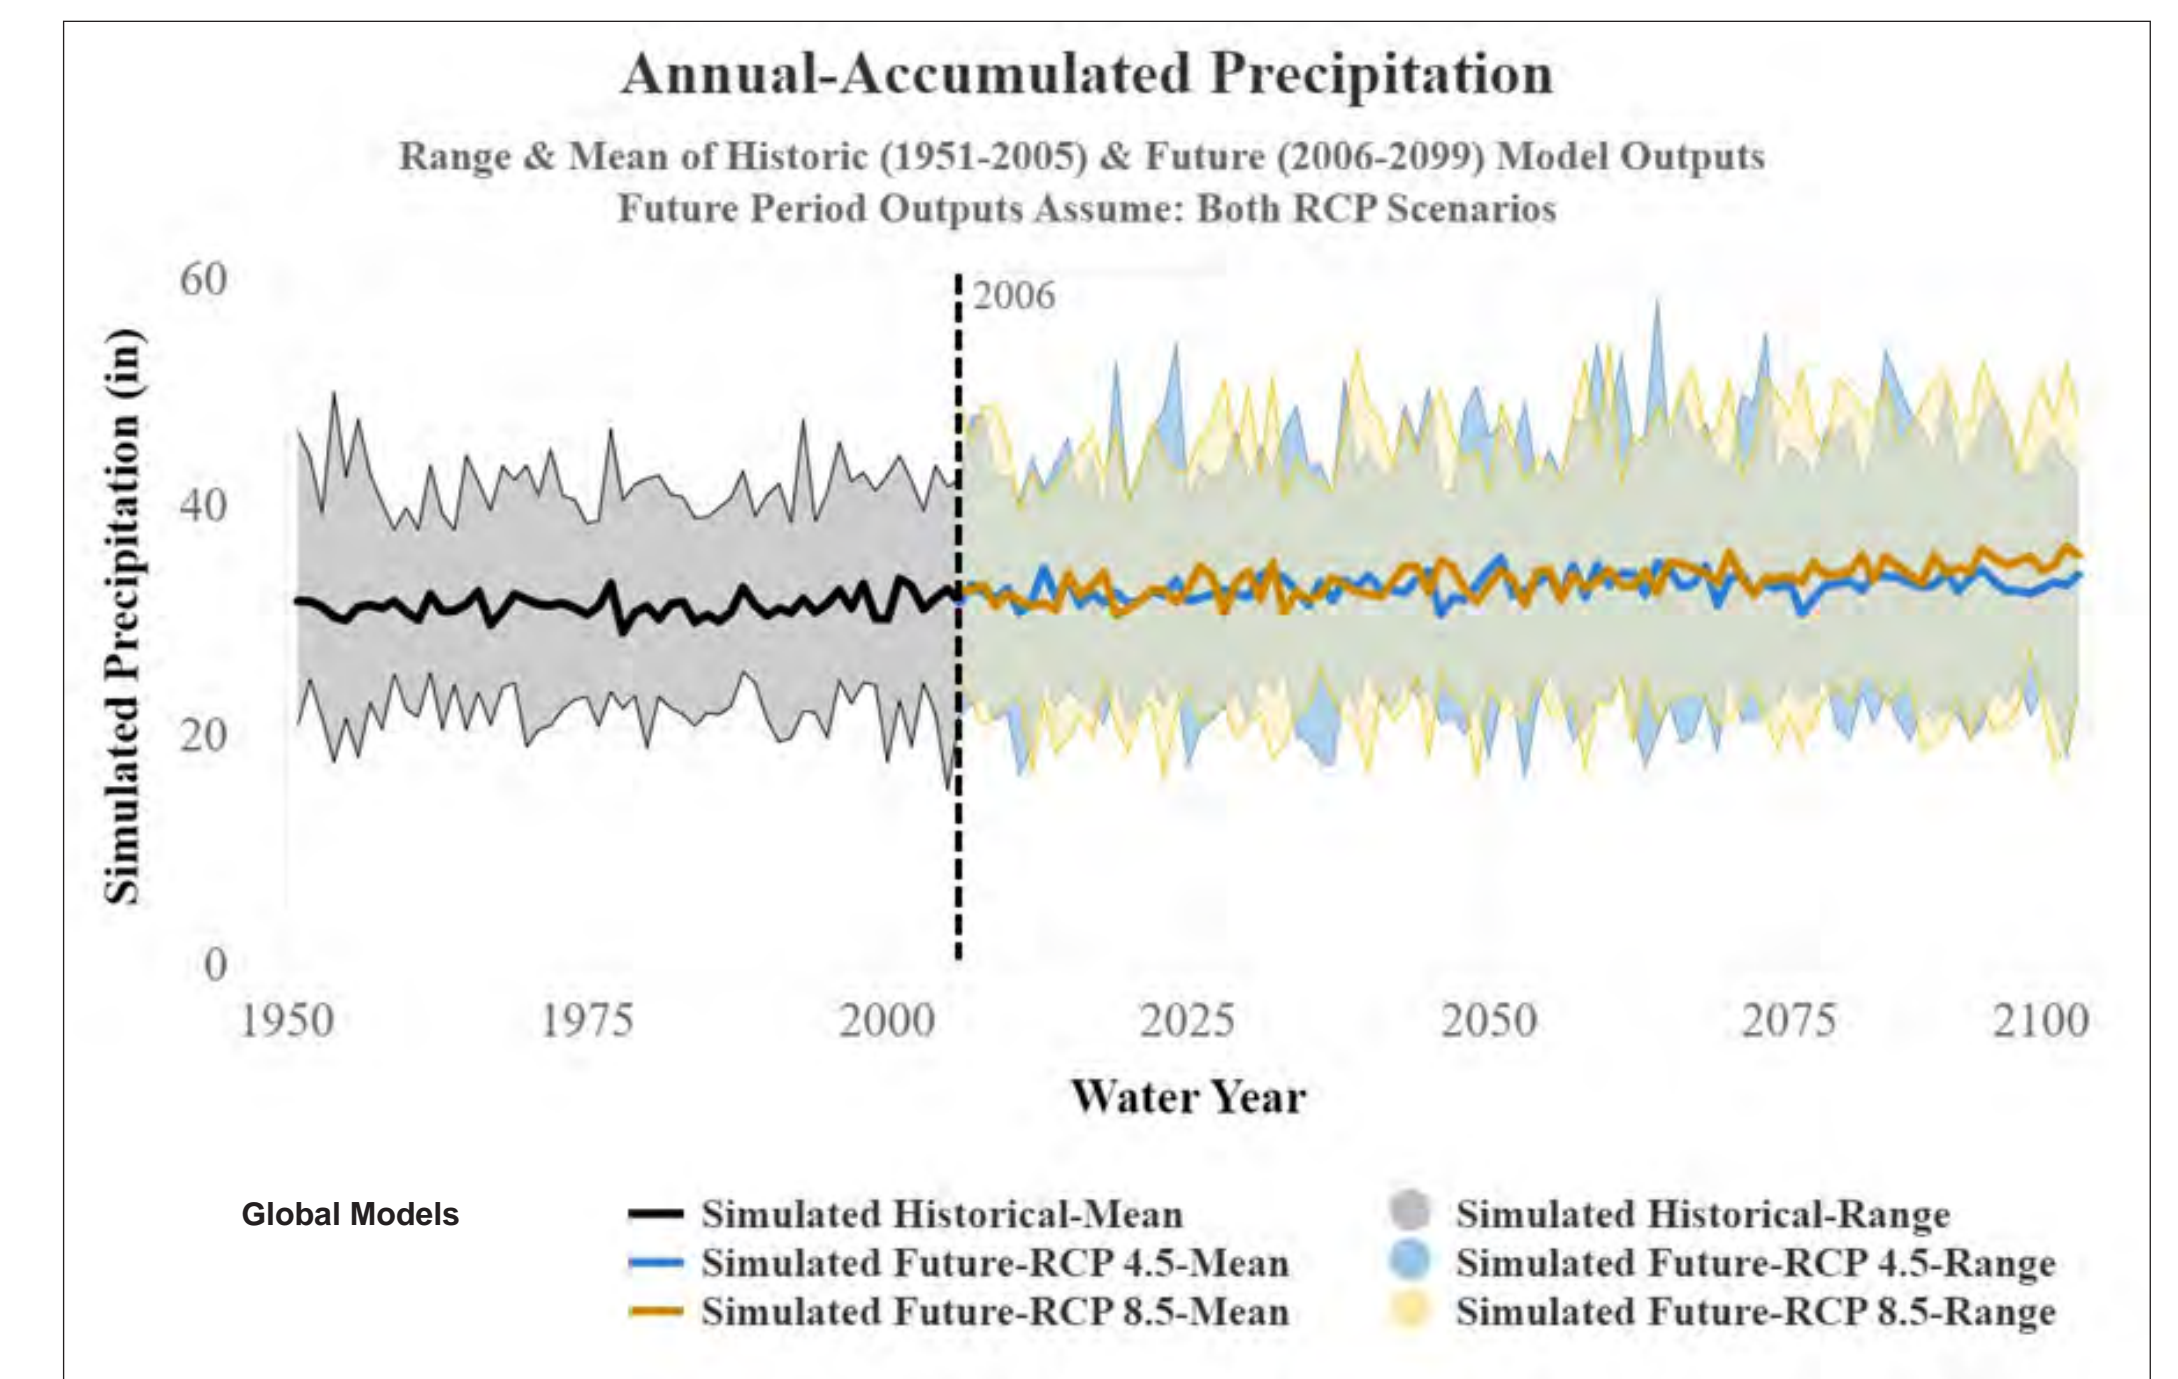 Annual-Accumulated Precipitation
Range & Mean of Historic (1951-2005) & Future (2006-2099) Model Outputs
Future Period Outputs Assume: Both RCP Scenarios
Simulated Precipitation (in)
60
40
20
0
2006
1950 1975 2000 2025 2050 2075 2100
Water Year
Global Models
Simulated Historical-Mean
Simulated Future-RCP 4.5-Mean
Simulated Future-RCP 8.5-Mean
Simulated Historical-Range
Simulated Future-RCP 4.5-Range
Simulated Future-RCP 8.5-Range